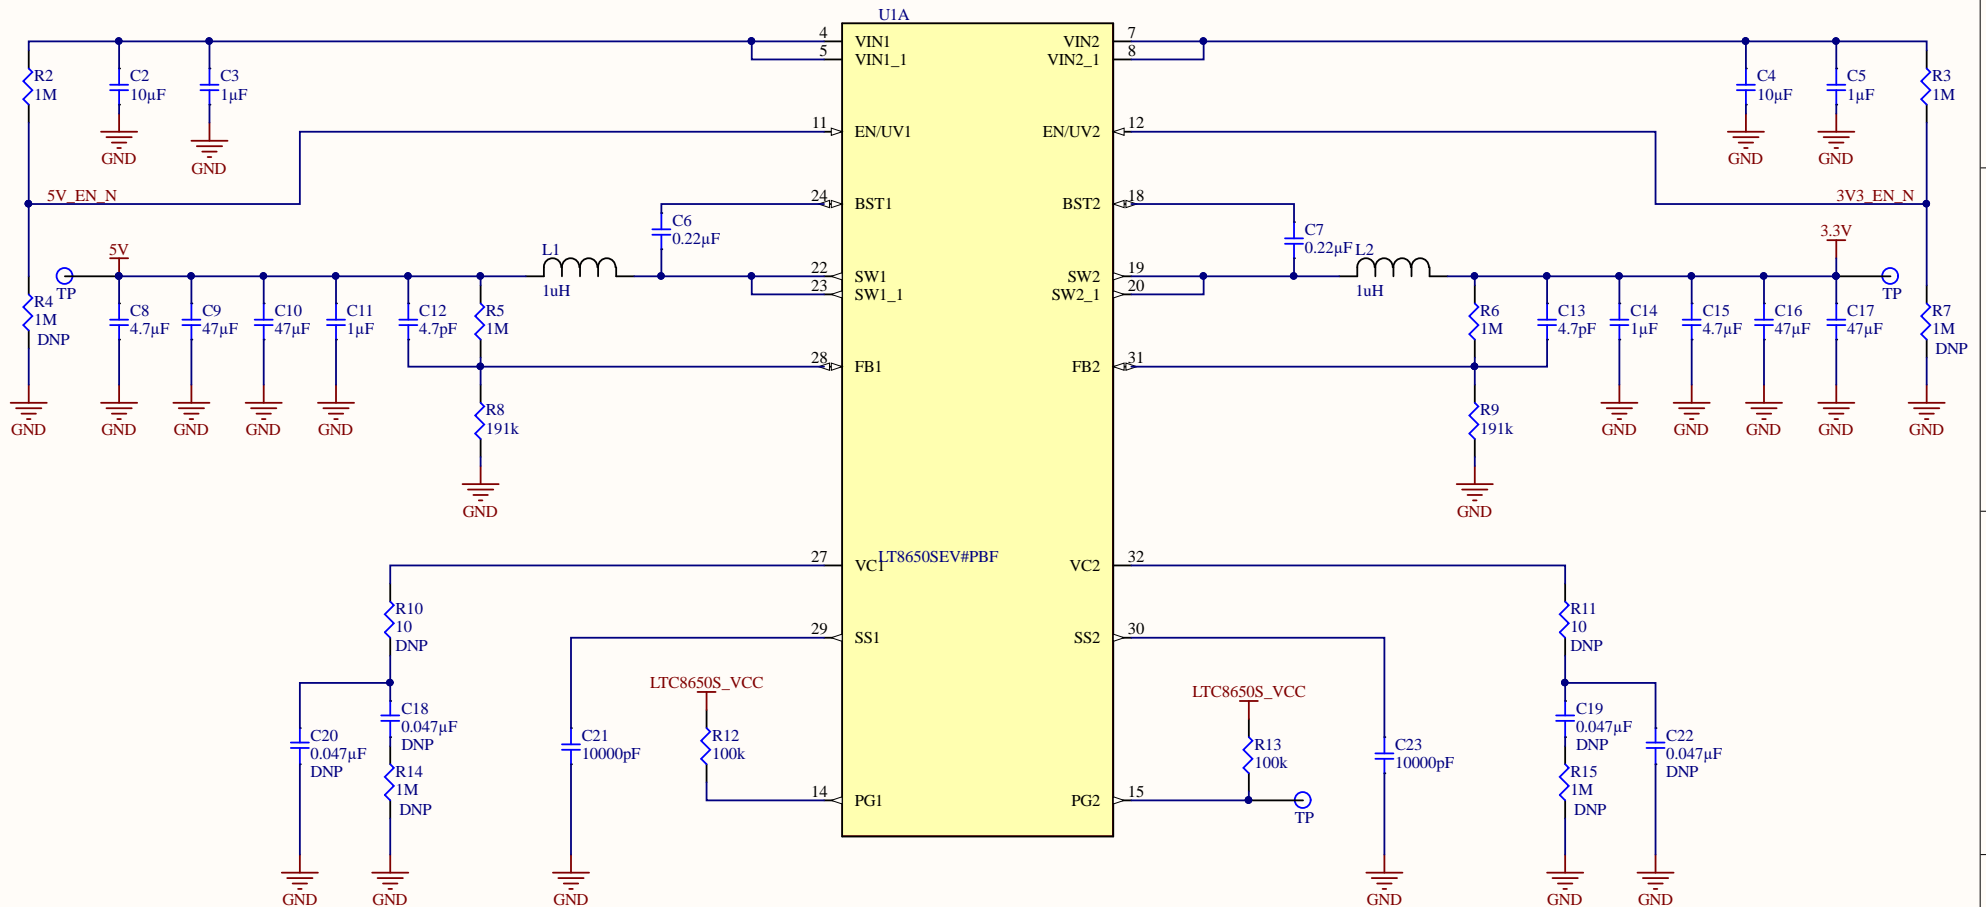 U1A
R2
1M
C2
10µF
GND
C3
1µF
GND
4
VIN1
5
VIN1_1
VIN2
7
VIN2_1
8
C4
10µF
GND
C5
1µF
GND
R3
1M
11
EN/UV1
EN/UV2
12
5V_EN_N
24
BST1
BST2
18
3V3_EN_N
C6
0.22µF
C7
0.22µF
5V
TP
L1
1uH
22
SW1
23
SW1_1
SW2
19
SW2_1
20
L2
1uH
3.3V
TP
R4
1M
DNP
GND
C8
4.7µF
GND
C9
47µF
GND
C10
47µF
GND
C11
1µF
GND
C12
4.7pF
R5
1M
28
FB1
FB2
31
R6
1M
C13
4.7pF
C14
1µF
GND
C15
4.7µF
GND
C16
47µF
GND
C17
47µF
GND
R7
1M
DNP
GND
R8
191k
GND
R9
191k
GND
27
VC1
LT8650SEV#PBF
VC2
32
R10
10
DNP
R11
10
DNP
29
SS1
SS2
30
LTC8650S_VCC
LTC8650S_VCC
C20
0.047µF
DNP
GND
C18
0.047µF
DNP
R14
1M
DNP
GND
C21
10000pF
GND
R12
100k
14
PG1
PG2
15
R13
100k
TP
C23
10000pF
GND
C19
0.047µF
DNP
R15
1M
DNP
GND
C22
0.047µF
DNP
GND